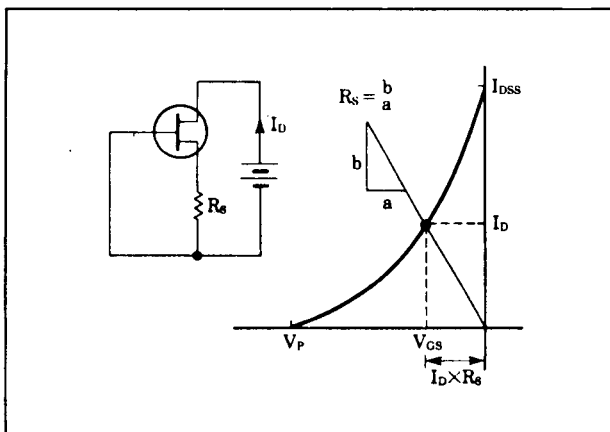 I_DSS
R_S = b/a
I_D
b
a
R_S
I_D
V_P
V_GS
I_D×R_S